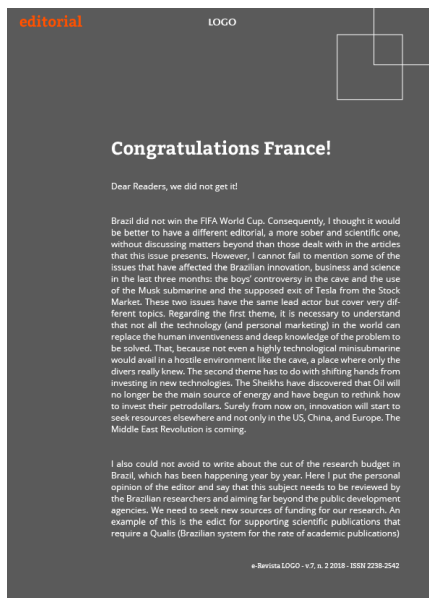 editorial
LOGO
Congratulations France!
Dear Readers, we did not get it!
Brazil did not win the FIFA World Cup. Consequently, I thought it would
be better to have a different editorial, a more sober and scientific one,
without discussing matters beyond than those dealt with in the articles
that this issue presents. However, I cannot fail to mention some of the
issues that have affected the Brazilian innovation, business and science
in the last three months: the boys' controversy in the cave and the use
of the Musk submarine and the supposed exit of Tesla from the Stock
Market. These two issues have the same lead actor but cover very dif-
ferent topics. Regarding the first theme, it is necessary to understand
that not all the technology (and personal marketing) in the world can
replace the human inventiveness and deep knowledge of the problem to
be solved. That, because not even a highly technological minisubmarine
would avail in a hostile environment like the cave, a place where only the
divers really knew. The second theme has to do with shifting hands from
investing in new technologies. The Sheikhs have discovered that Oil will
no longer be the main source of energy and have begun to rethink how
to invest their petrodollars. Surely from now on, innovation will start to
seek resources elsewhere and not only in the US, China, and Europe. The
Middle East Revolution is coming.
I also could not avoid to write about the cut of the research budget in
Brazil, which has been happening year by year. Here I put the personal
opinion of the editor and say that this subject needs to be reviewed by
the Brazilian researchers and aiming far beyond the public development
agencies. We need to seek new sources of funding for our research. An
example of this is the edict for supporting scientific publications that
require a Qualis (Brazilian system for the rate of academic publications)
e-Revista LOGO - v.7, n. 2 2018 - ISSN 2238-2542